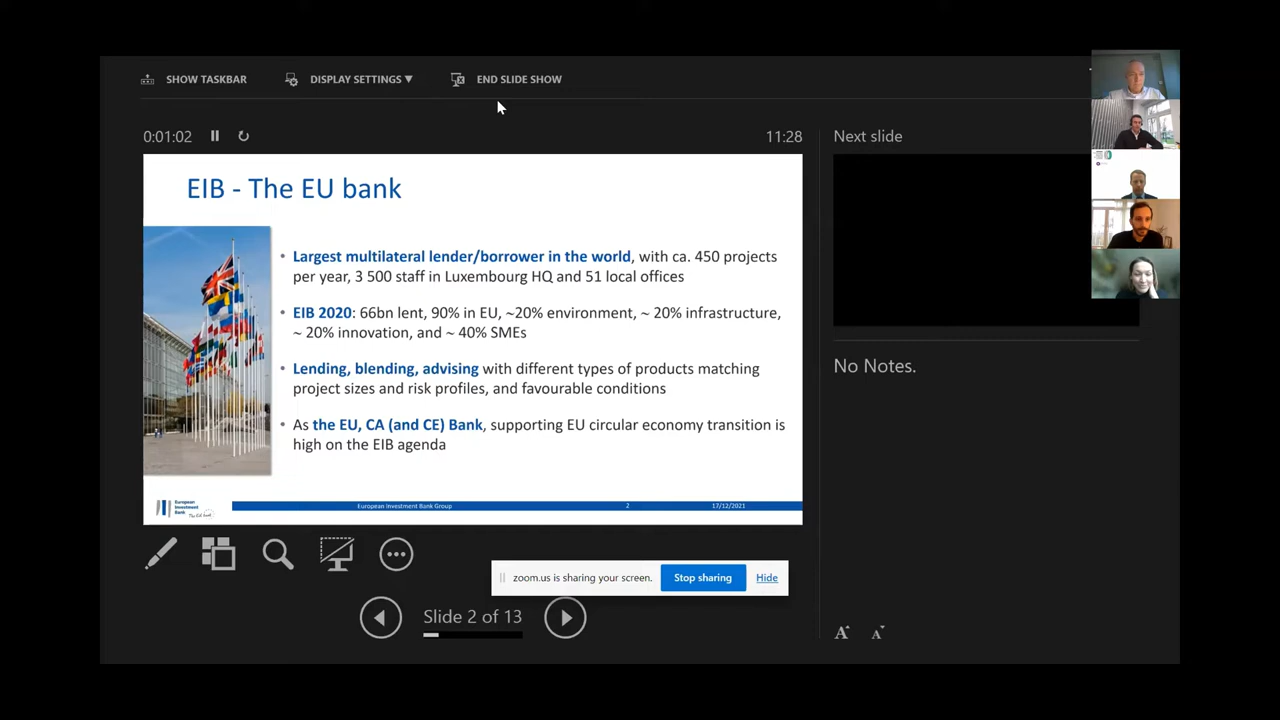 SHOW TASKBAR
DISPLAY SETTINGS ▼
END SLIDE SHOW
0:01:02
11:28
Next slide
EIB - The EU bank
• Largest multilateral lender/borrower in the world, with ca. 450 projects
per year, 3 500 staff in Luxembourg HQ and 51 local offices
• EIB 2020: 66bn lent, 90% in EU, ~20% environment, ~ 20% infrastructure,
~ 20% innovation, and ~ 40% SMEs
• Lending, blending, advising with different types of products matching
project sizes and risk profiles, and favourable conditions
• As the EU, CA (and CE) Bank, supporting EU circular economy transition is
high on the EIB agenda
European
Investment
Bank
The EU bank
European Investment Bank Group
2
17/12/2021
No Notes.
zoom.us is sharing your screen.
Stop sharing
Hide
Slide 2 of 13
A
A